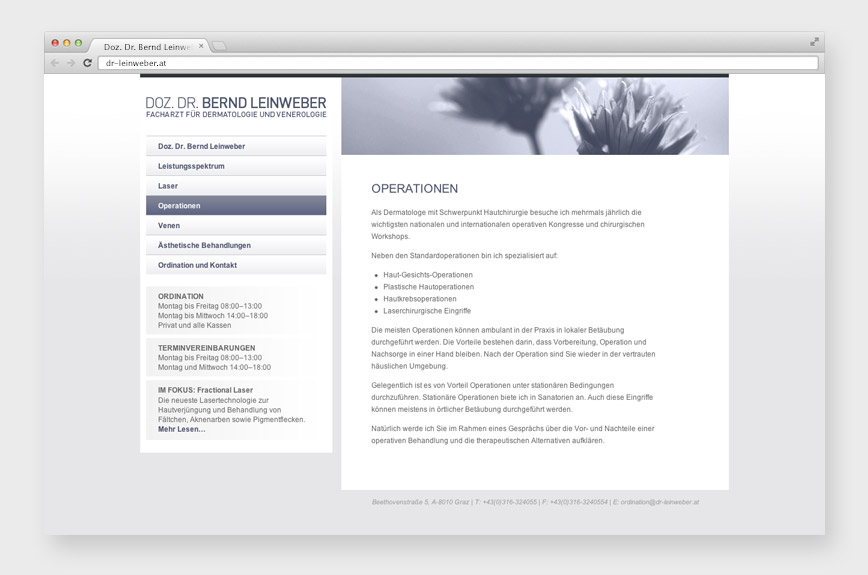 Doz. Dr. Bernd Leinwe
dr-leinweber.at
DOZ. DR. BERND LEINWEBER
FACHARZT FÜR DERMATOLOGIE UND VENEROLOGIE
Doz. Dr. Bernd Leinweber
Leistungsspektrum
Laser
Operationen
Venen
Ästhetische Behandlungen
Ordination und Kontakt
ORDINATION
Montag bis Freitag 08:00–13:00
Montag bis Mittwoch 14:00–18:00
Privat und alle Kassen
TERMINVEREINBARUNGEN
Montag bis Freitag 08:00–13:00
Montag und Mittwoch 14:00–18:00
IM FOKUS: Fractional Laser
Die neueste Lasertechnologie zur
Hautverjüngung und Behandlung von
Fältchen, Aknenarben sowie Pigmentflecken.
Mehr Lesen...
OPERATIONEN
Als Dermatologe mit Schwerpunkt Hautchirurgie besuche ich mehrmals jährlich die
wichtigsten nationalen und internationalen operativen Kongresse und chirurgischen
Workshops.
Neben den Standardoperationen bin ich spezialisiert auf:
• Haut-Gesichts-Operationen
• Plastische Hautoperationen
• Hautkrebsoperationen
• Laserchirurgische Eingriffe
Die meisten Operationen können ambulant in der Praxis in lokaler Betäubung
durchgeführt werden. Die Vorteile bestehen darin, dass Vorbereitung, Operation und
Nachsorge in einer Hand bleiben. Nach der Operation sind Sie wieder in der vertrauten
häuslichen Umgebung.
Gelegentlich ist es von Vorteil Operationen unter stationären Bedingungen
durchzuführen. Stationäre Operationen biete ich in Sanatorien an. Auch diese Eingriffe
können meistens in örtlicher Betäubung durchgeführt werden.
Natürlich werde ich Sie im Rahmen eines Gesprächs über die Vor- und Nachteile einer
operativen Behandlung und die therapeutischen Alternativen aufklären.
Beethovenstraße 5, A-8010 Graz | T: +43(0)316-324055 | F: +43(0)316-3240554 | E: ordination@dr-leinweber.at